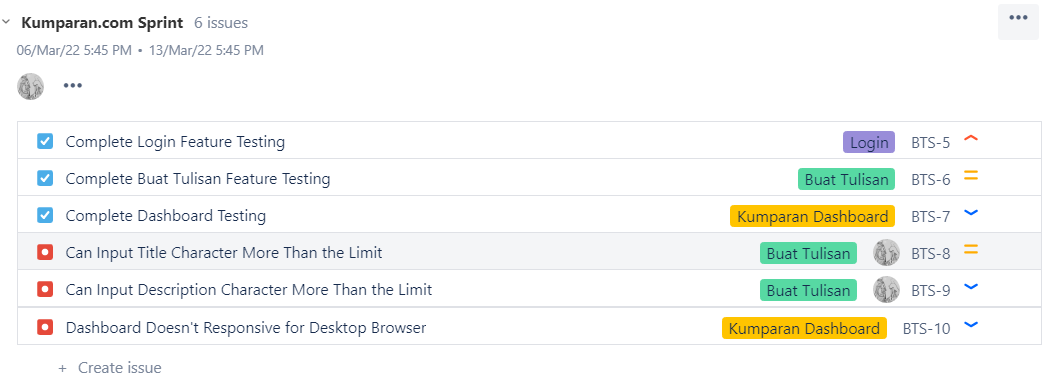 Kumparan.com Sprint 6 issues
06/Mar/22 5:45 PM • 13/Mar/22 5:45 PM
Complete Login Feature Testing Login BTS-5
Complete Buat Tulisan Feature Testing Buat Tulisan BTS-6
Complete Dashboard Testing Kumparan Dashboard BTS-7
Can Input Title Character More Than the Limit Buat Tulisan BTS-8
Can Input Description Character More Than the Limit Buat Tulisan BTS-9
Dashboard Doesn't Responsive for Desktop Browser Kumparan Dashboard BTS-10
+ Create issue